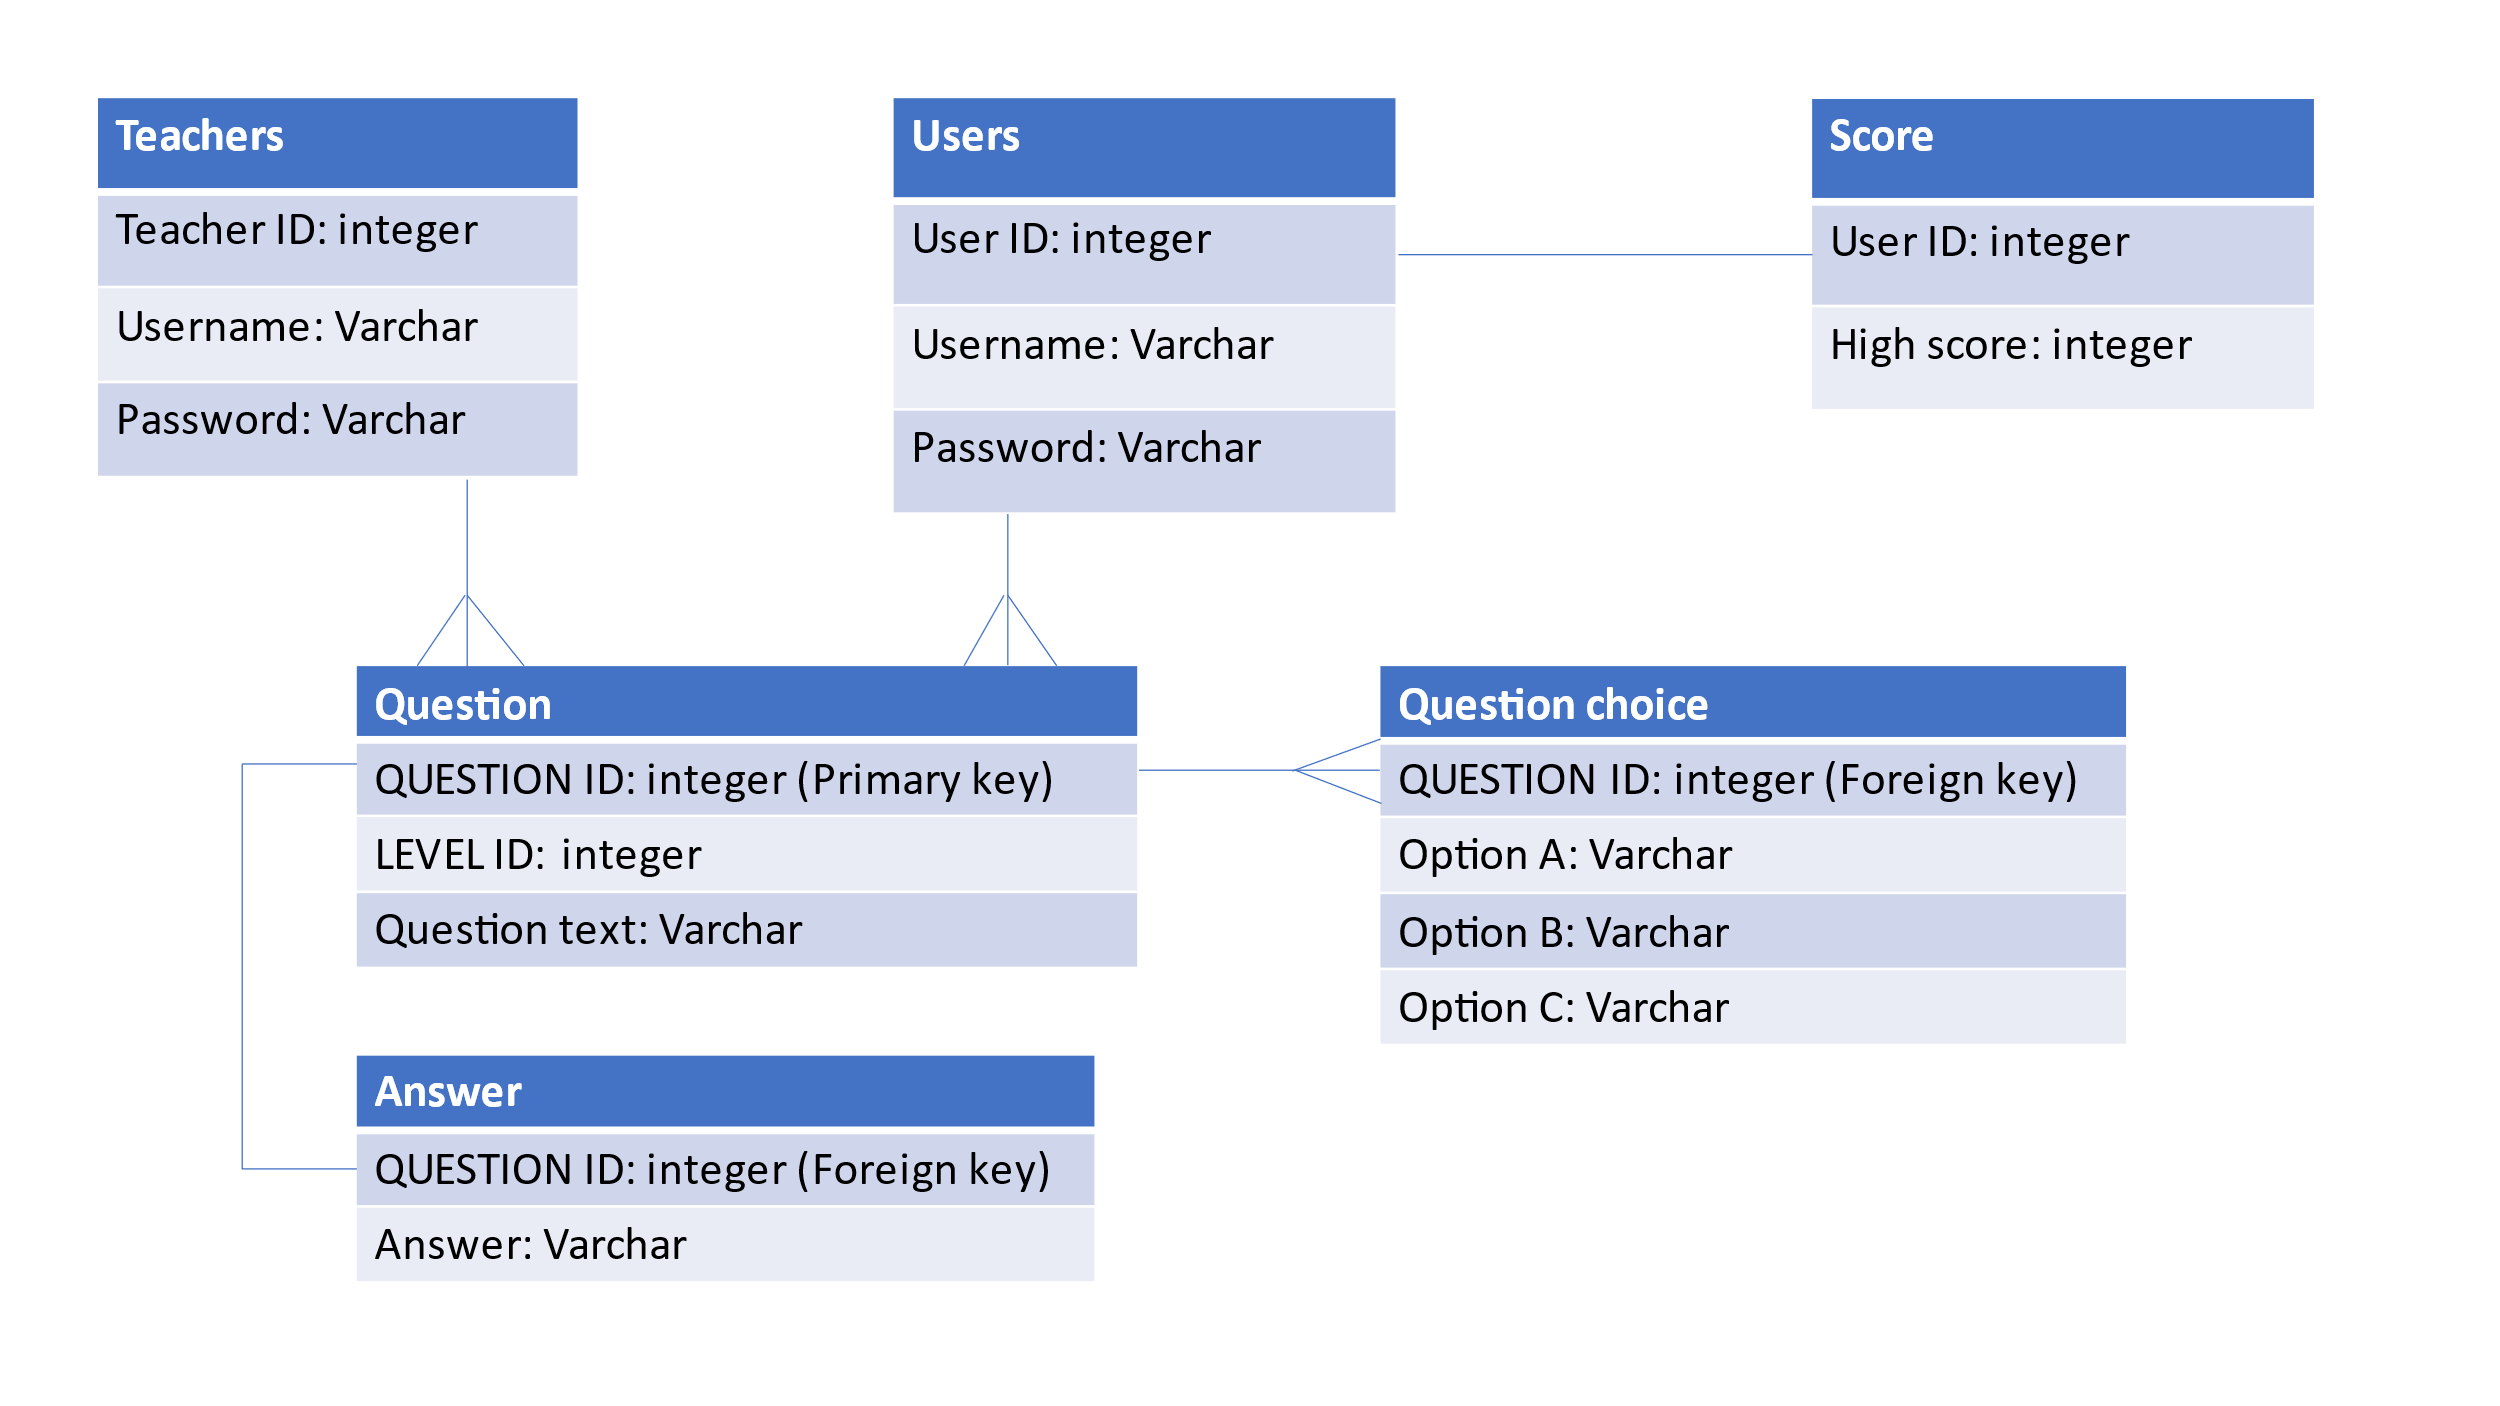 Teachers
Teacher ID: integer
Username: Varchar
Password: Varchar
Users
User ID: integer
Username: Varchar
Password: Varchar
Score
User ID: integer
High score: integer
Question
QUESTION ID: integer (Primary key)
LEVEL ID: integer
Question text: Varchar
Question choice
QUESTION ID: integer (Foreign key)
Option A: Varchar
Option B: Varchar
Option C: Varchar
Answer
QUESTION ID: integer (Foreign key)
Answer: Varchar